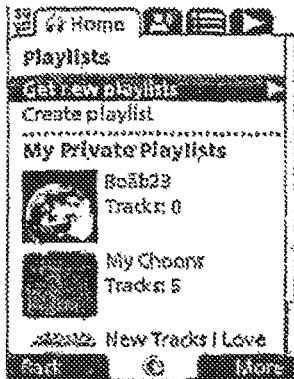 Home
Playlists
Get new playlists
Create playlist
My Private Playlists
Boab23
Tracks: 0
My Choons
Tracks: 5
New Tracks I Love
Back
More